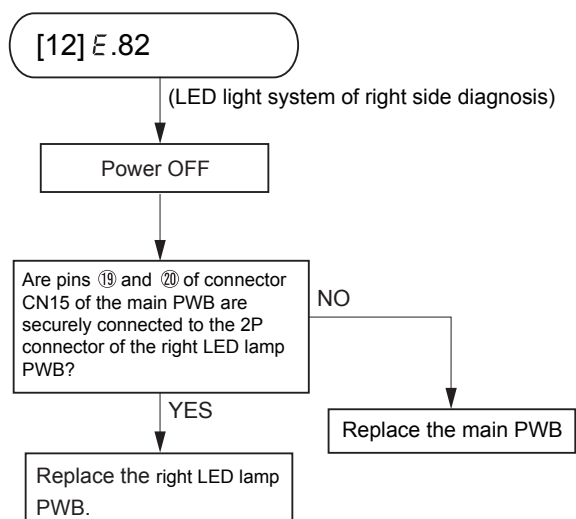 [12] E.82
(LED light system of right side diagnosis)
Power OFF
Are pins ⑲ and ⑳ of connector
CN15 of the main PWB are
securely connected to the 2P
connector of the right LED lamp
PWB?
NO
YES
Replace the main PWB
Replace the right LED lamp
PWB.